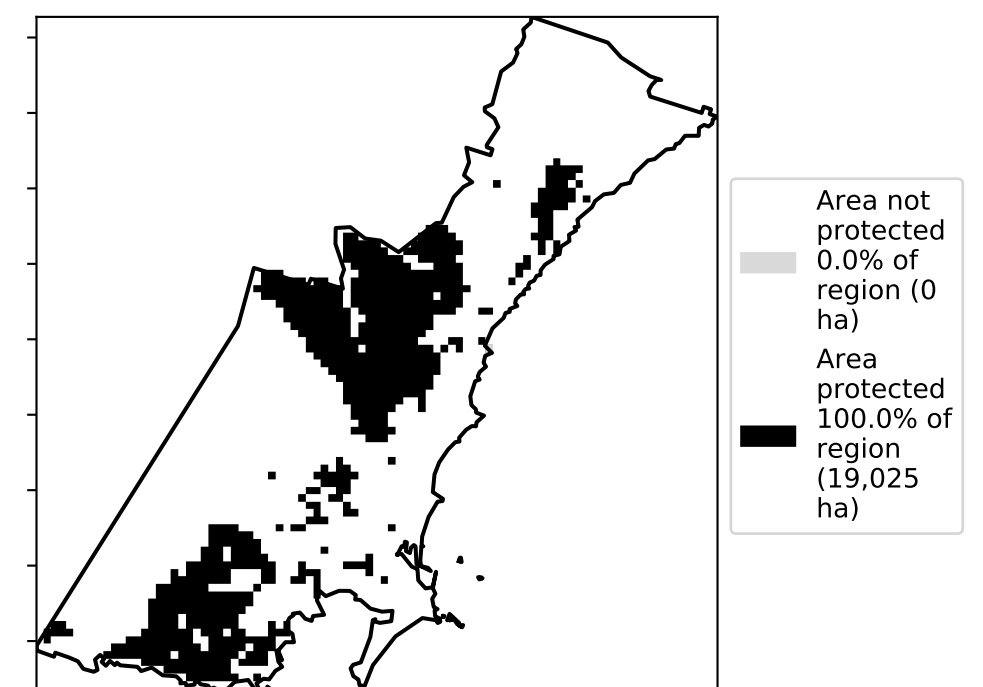 Area not
protected
0.0% of
region (0
ha)
Area
protected
100.0% of
region
(19,025
ha)